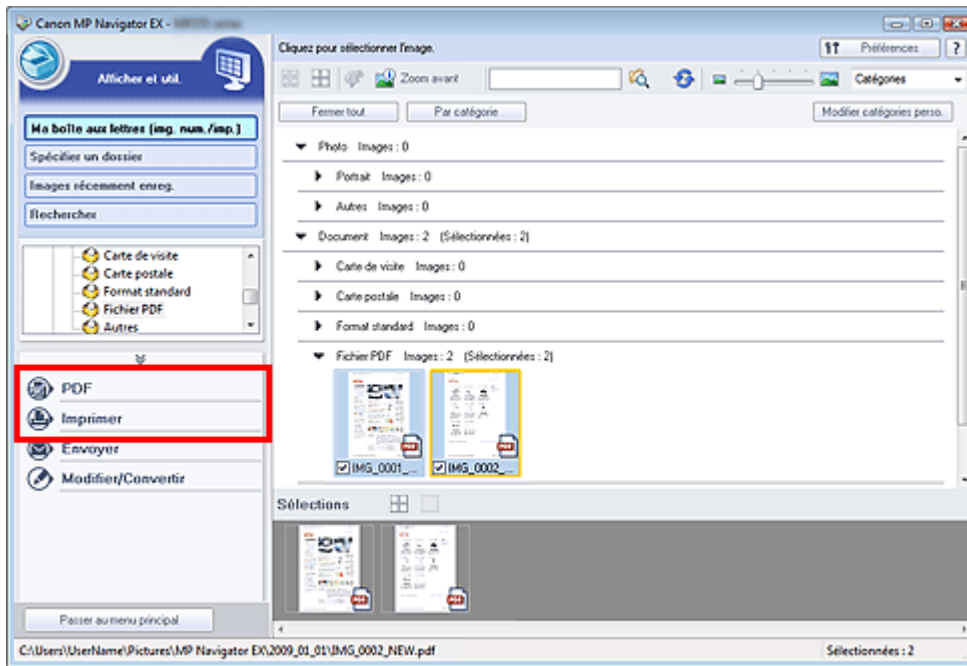 Canon MP Navigator EX -
Cliquez pour sélectionner l'image.
Préférences
?
Afficher et util.
Zoom avant
Catégories
Fermer tout
Par catégorie
Modifier catégories perso.
Ma boîte aux lettres (img. num./imp.)
Spécifier un dossier
Images récemment enreg.
Rechercher
Carte de visite
Carte postale
Format standard
Fichier PDF
Autres
PDF
Imprimer
Envoyer
Modifier/Convertir
Passer au menu principal
Photo Images : 0
Portrait Images : 0
Autres Images : 0
Document Images : 2 (Sélectionnées : 2)
Carte de visite Images : 0
Carte postale Images : 0
Format standard Images : 0
Fichier PDF Images : 2 (Sélectionnées : 2)
PDF
PDF
IMG_0001_...
IMG_0002_...
Sélections
PDF
PDF
C:\Users\UserName\Pictures\MP Navigator EX\2009_01_01\IMG_0002_NEW.pdf
Sélectionnées : 2